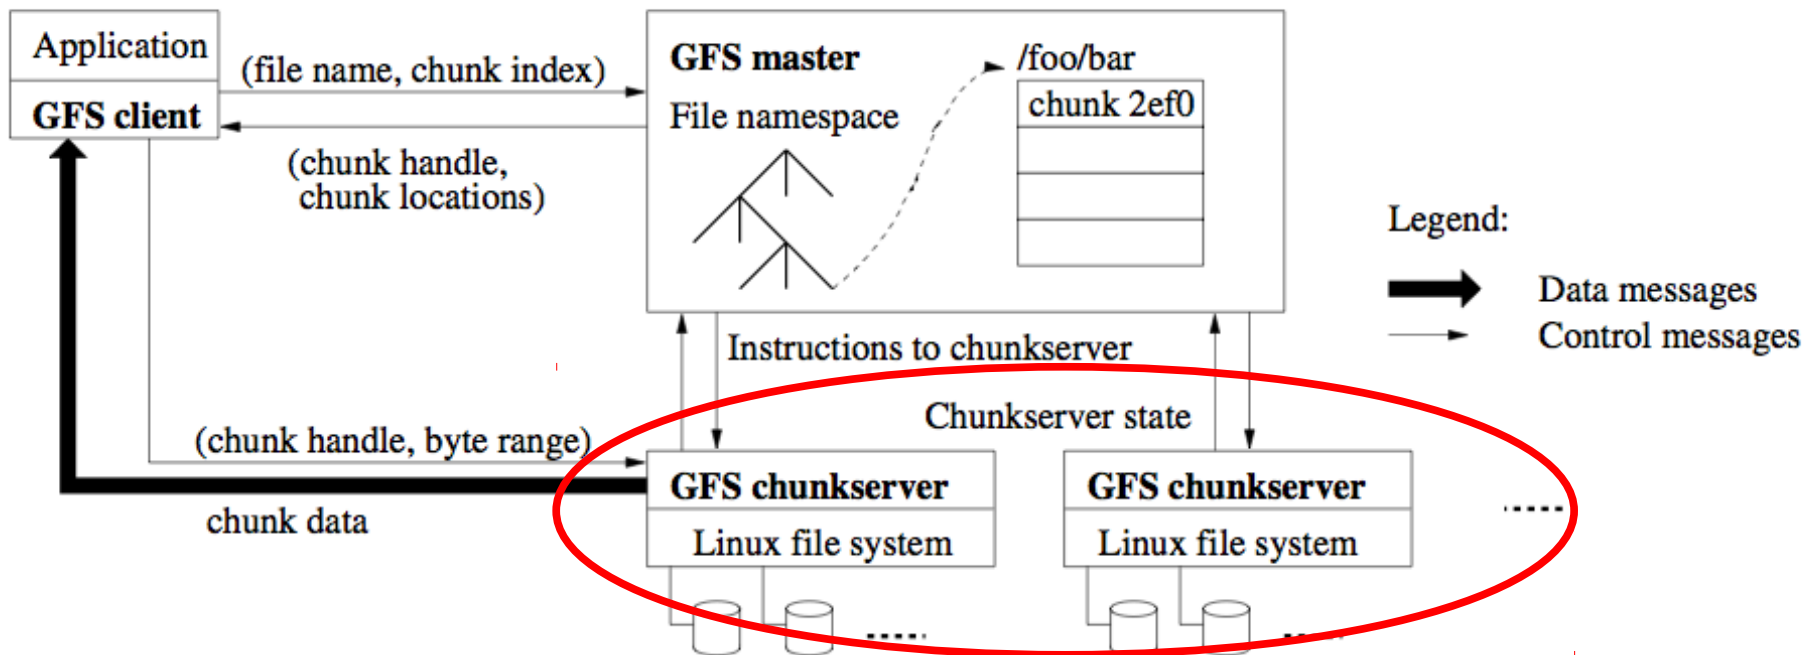 Application
GFS client
(file name, chunk index)
(chunk handle,
chunk locations)
GFS master
File namespace
/foo/bar
chunk 2ef0
Legend:
Data messages
Control messages
Instructions to chunkserver
Chunkserver state
(chunk handle, byte range)
chunk data
GFS chunkserver
Linux file system
GFS chunkserver
Linux file system